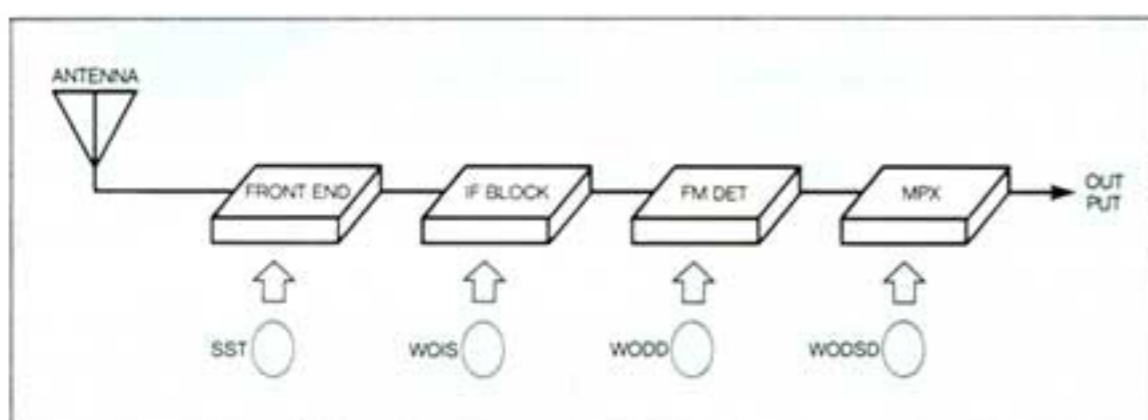 ANTENNA
FRONT END
IF BLOCK
FM DET
MPX
OUT
PUT
SST
WOIS
WODD
WODSD